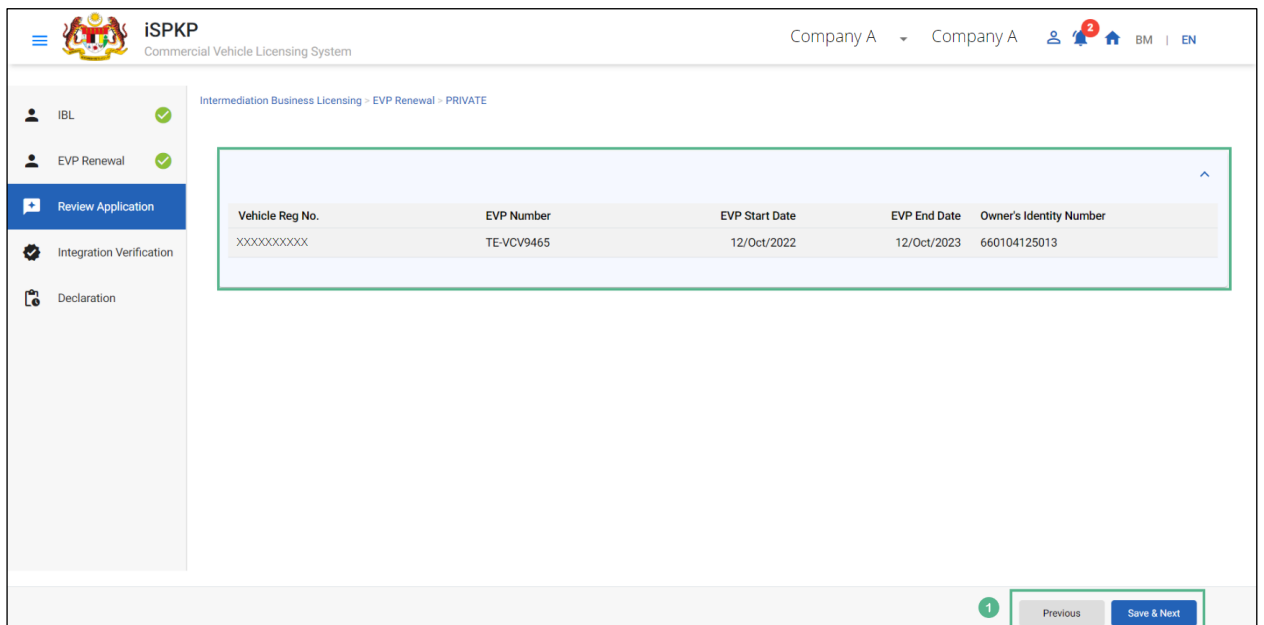 iSPKP
Commercial Vehicle Licensing System
Company A Company A 2 BM | EN
IBL
EVP Renewal
Review Application
Integration Verification
Declaration
Intermediation Business Licensing > EVP Renewal > PRIVATE
Vehicle Reg No. EVP Number EVP Start Date EVP End Date Owner's Identity Number
XXXXXXXXXX TE-VCV9465 12/Oct/2022 12/Oct/2023 660104125013
1 Previous Save & Next